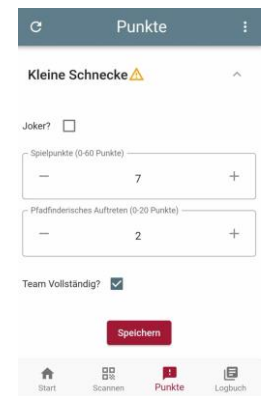 Punkte
Kleine Schnecke
Joker?
Spielpunkte (0-60 Punkte)
7
Pfadfinderisches Auftreten (0-20 Punkte)
2
Team Vollständig?
Speichern
Start
Scannen
Punkte
Logbuch